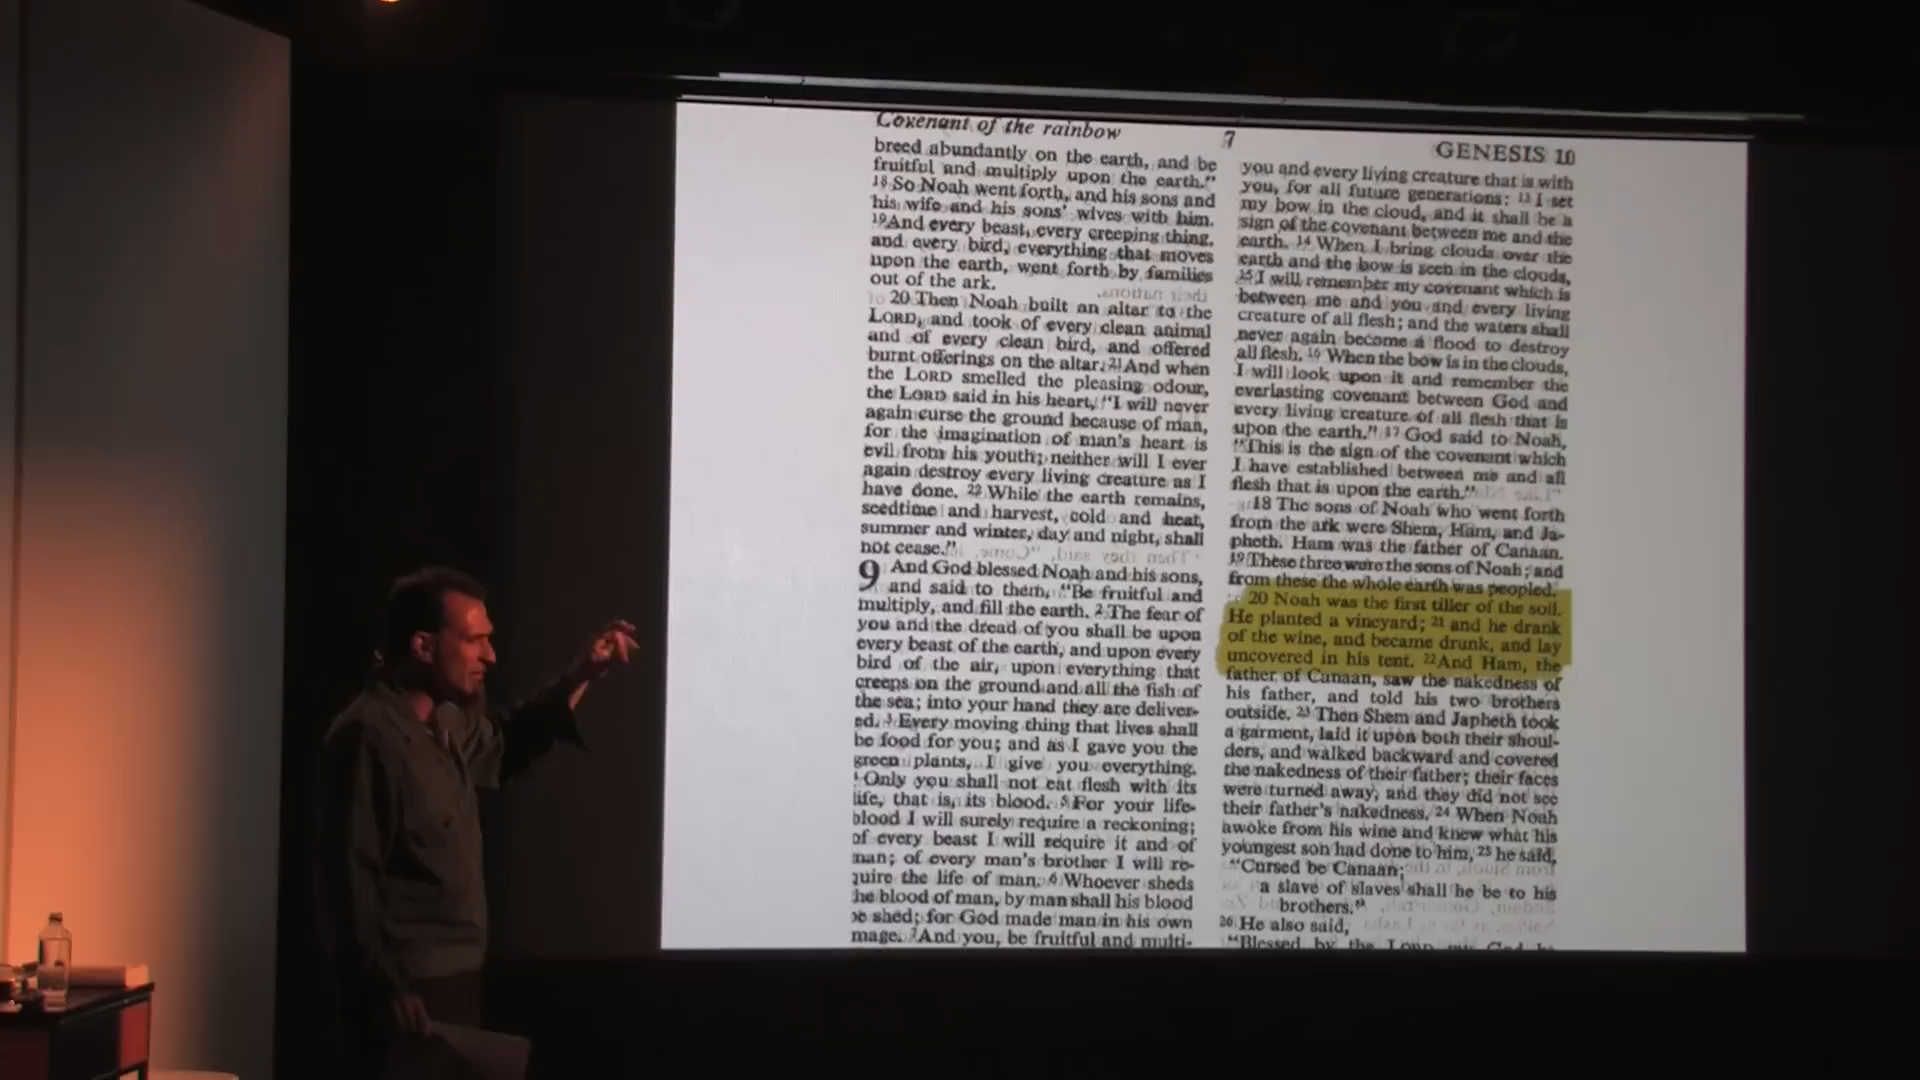 Covenant of the rainbow
7
GENESIS 10
breed abundantly on the earth, and be
fruitful and multiply upon the earth."
18 So Noah went forth, and his sons and
his wife and his sons' wives with him.
19 And every beast, every creeping thing,
and every bird, everything that moves
upon the earth, went forth by families
out of the ark.
20 Then Noah built an altar to the
LORD, and took of every clean animal
and of every clean bird, and offered
burnt offerings on the altar. 21 And when
the LORD smelled the pleasing odour,
the LORD said in his heart, "I will never
again curse the ground because of man,
for the imagination of man's heart is
evil from his youth; neither will I ever
again destroy every living creature as I
have done. 22 While the earth remains,
seedtime and harvest, cold and heat,
summer and winter, day and night, shall
not cease."
9 And God blessed Noah and his sons,
and said to them, "Be fruitful and
multiply, and fill the earth. 2 The fear of
you and the dread of you shall be upon
every beast of the earth, and upon every
bird of the air, upon everything that
creeps on the ground and all the fish of
the sea; into your hand they are deliver-
ed. 3 Every moving thing that lives shall
be food for you; and as I gave you the
green plants, I give you everything.
4 Only you shall not eat flesh with its
life, that is, its blood. 5 For your life-
blood I will surely require a reckoning;
of every beast I will require it and of
man; of every man's brother I will re-
quire the life of man. 6 Whoever sheds
the blood of man, by man shall his blood
be shed; for God made man in his own
image. 7 And you, be fruitful and multi-
you and every living creature that is with
you, for all future generations: 13 I set
my bow in the cloud, and it shall be a
sign of the covenant between me and the
earth. 14 When I bring clouds over the
earth and the bow is seen in the clouds,
15 I will remember my covenant which is
between me and you and every living
creature of all flesh; and the waters shall
never again become a flood to destroy
all flesh. 16 When the bow is in the clouds,
I will look upon it and remember the
everlasting covenant between God and
every living creature of all flesh that is
upon the earth." 17 God said to Noah,
"This is the sign of the covenant which
I have established between me and all
flesh that is upon the earth."
18 The sons of Noah who went forth
from the ark were Shem, Ham, and Ja-
pheth. Ham was the father of Canaan.
19 These three were the sons of Noah; and
from these the whole earth was peopled.
20 Noah was the first tiller of the soil.
He planted a vineyard; 21 and he drank
of the wine, and became drunk, and lay
uncovered in his tent. 22 And Ham, the
father of Canaan, saw the nakedness of
his father, and told his two brothers
outside. 23 Then Shem and Japheth took
a garment, laid it upon both their shoul-
ders, and walked backward and covered
the nakedness of their father; their faces
were turned away, and they did not see
their father's nakedness. 24 When Noah
awoke from his wine and knew what his
youngest son had done to him, 25 he said,
"Cursed be Canaan;
a slave of slaves shall he be to his
brothers."
26 He also said,
"Blessed by the LORD my God be